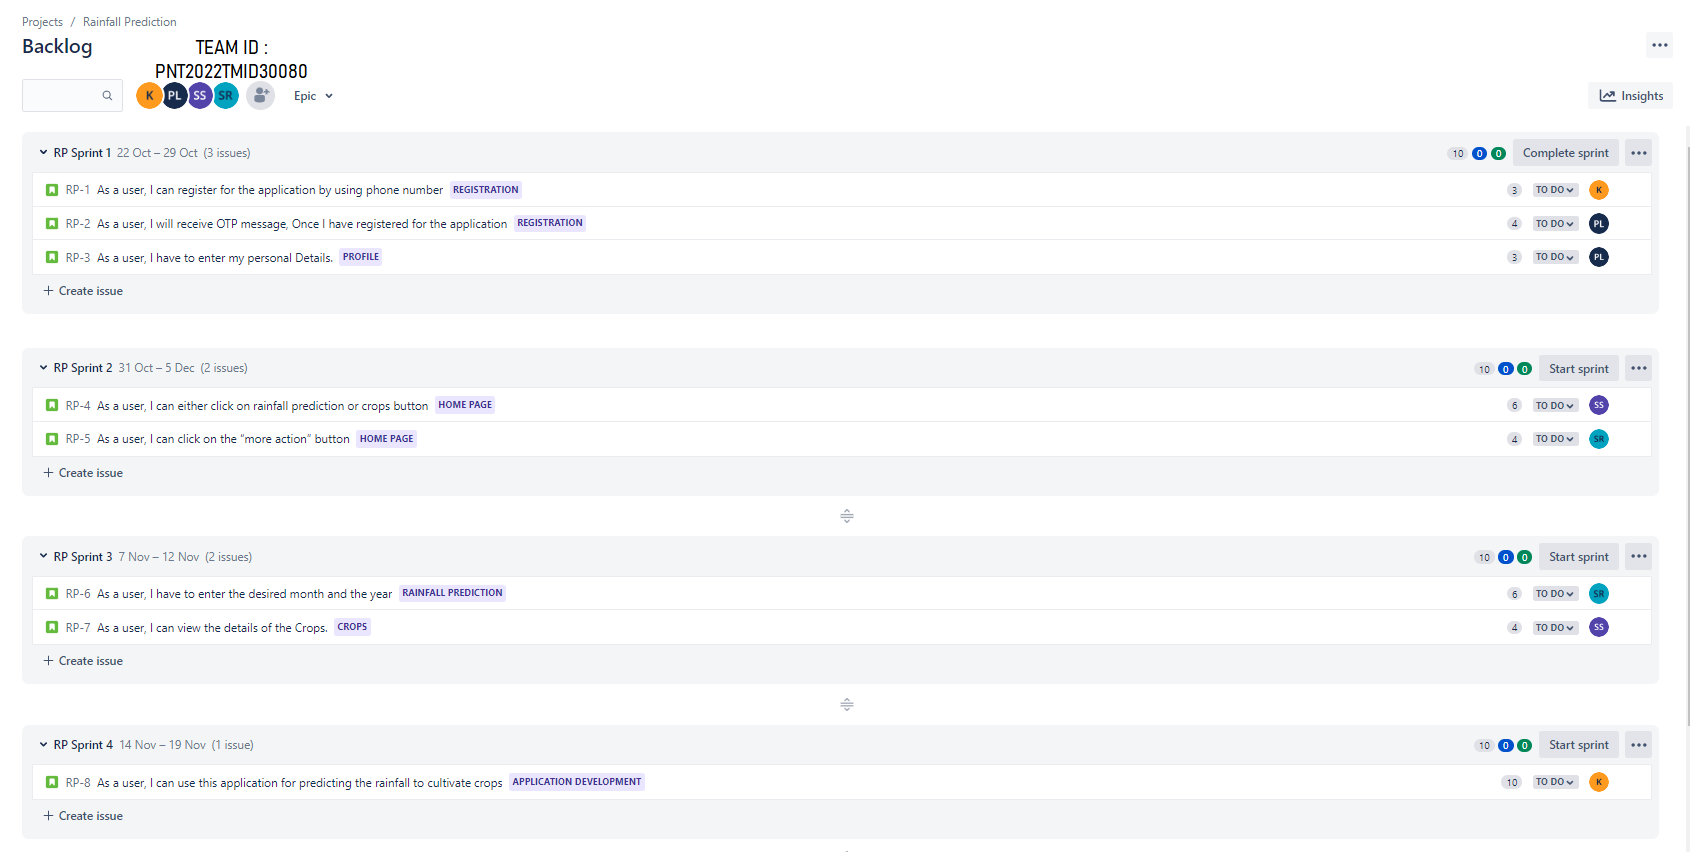 Projects / Rainfall Prediction
Backlog
TEAM ID :
PNT2022TMID30080
K PL SS SR Epic
Insights
RP Sprint 1 22 Oct – 29 Oct (3 issues) 10 0 0 Complete sprint
RP-1 As a user, I can register for the application by using phone number REGISTRATION 3 TO DO K
RP-2 As a user, I will receive OTP message, Once I have registered for the application REGISTRATION 4 TO DO PL
RP-3 As a user, I have to enter my personal Details. PROFILE 3 TO DO PL
+ Create issue
RP Sprint 2 31 Oct – 5 Dec (2 issues) 10 0 0 Start sprint
RP-4 As a user, I can either click on rainfall prediction or crops button HOME PAGE 6 TO DO SS
RP-5 As a user, I can click on the “more action” button HOME PAGE 4 TO DO SR
+ Create issue
RP Sprint 3 7 Nov – 12 Nov (2 issues) 10 0 0 Start sprint
RP-6 As a user, I have to enter the desired month and the year RAINFALL PREDICTION 6 TO DO SR
RP-7 As a user, I can view the details of the Crops. CROPS 4 TO DO SS
+ Create issue
RP Sprint 4 14 Nov – 19 Nov (1 issue) 10 0 0 Start sprint
RP-8 As a user, I can use this application for predicting the rainfall to cultivate crops APPLICATION DEVELOPMENT 10 TO DO K
+ Create issue